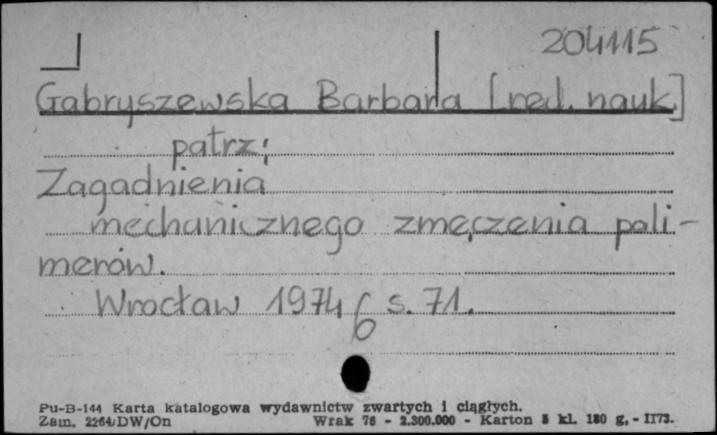 204115
Gabryszewska Barbara [red. nauk.]
patrz:
Zagadnienia
mechanicznego zmęczenia poli-
merów.
Wrocław 1974 s. 71.
6
Pu-B-144 Karta katalogowa wydawnictw zwartych i ciągłych.
Zam. 2264/DW/On Wrak 76 - 2.300.000 - Karton 5 kl. 180 g. - II73.